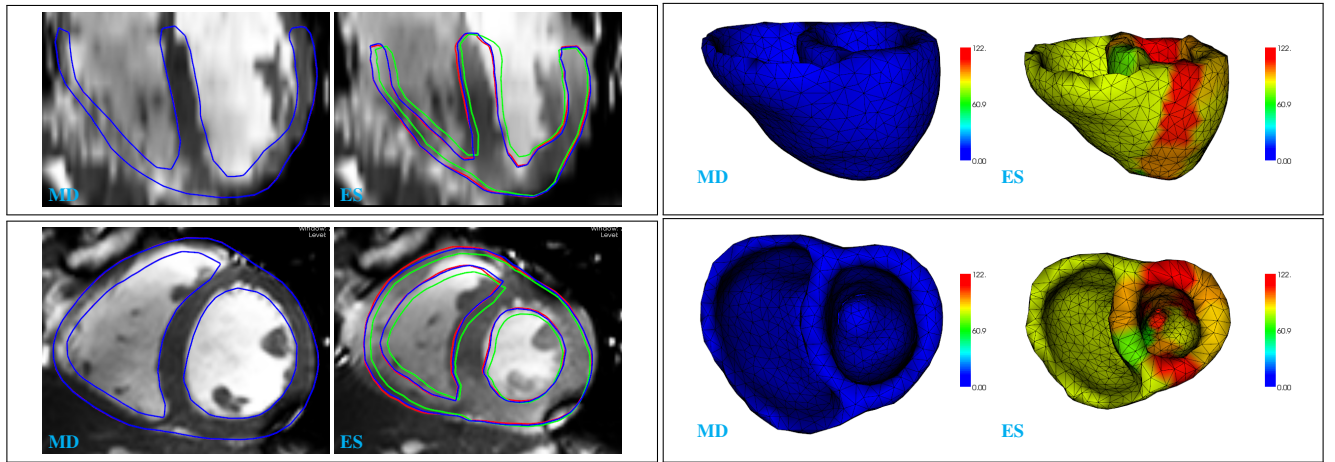 MD
ES
122.
60.9
0.00
MD
122.
60.9
0.00
ES
Window:
Level:
MD
Window:
Level:
ES
122.
60.9
0.00
MD
122.
60.9
0.00
ES